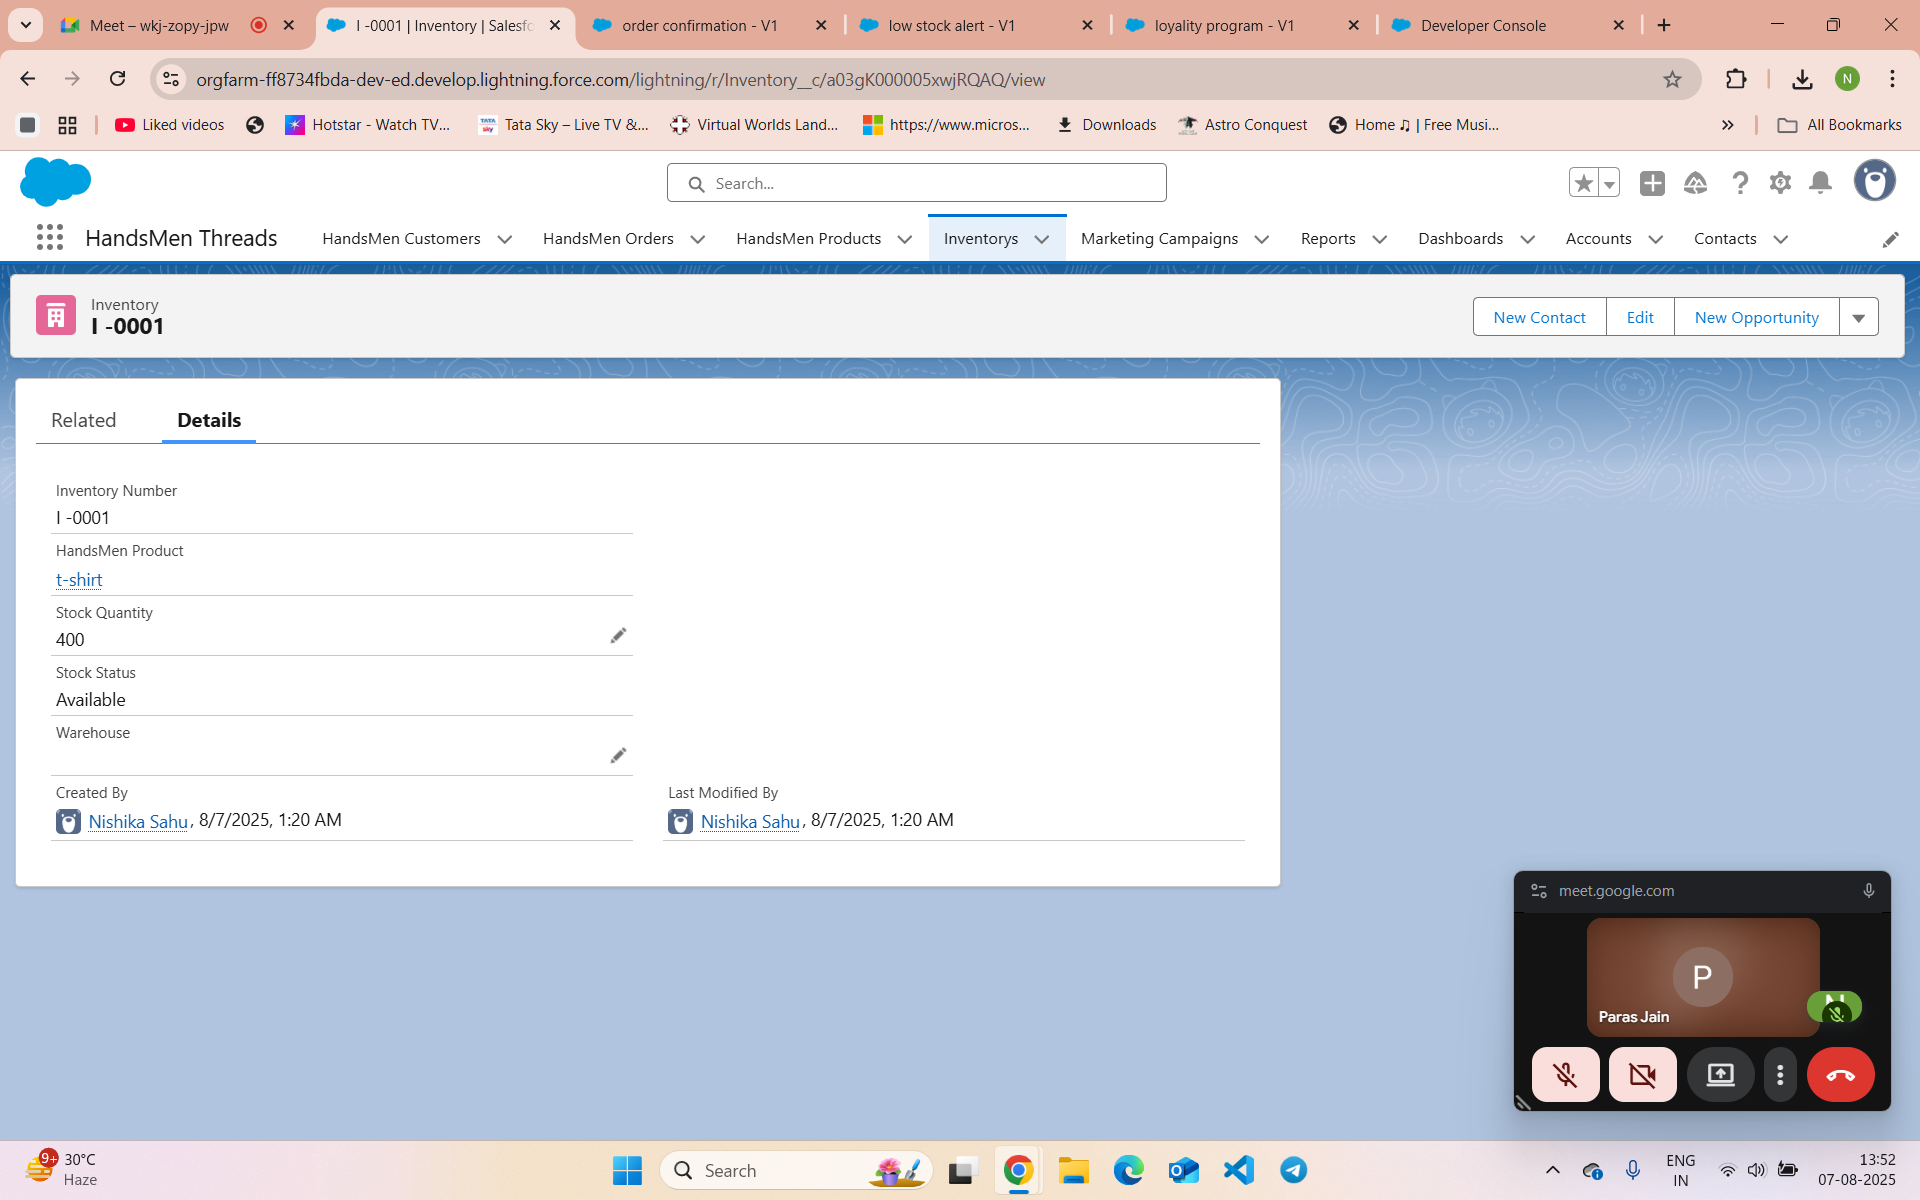 Meet – wkj-zopy-jpw
I -0001 | Inventory | Salesfo
order confirmation - V1
low stock alert - V1
loyality program - V1
Developer Console
orgfarm-ff8734fbda-dev-ed.develop.lightning.force.com/lightning/r/Inventory__c/a03gK000005xwjRQAQ/view
N
Liked videos
Hotstar - Watch TV...
TATA sky
Tata Sky – Live TV &...
Virtual Worlds Land...
https://www.micros...
Downloads
Astro Conquest
Home ♫ | Free Musi...
All Bookmarks
Search...
HandsMen Threads
HandsMen Customers
HandsMen Orders
HandsMen Products
Inventorys
Marketing Campaigns
Reports
Dashboards
Accounts
Contacts
Inventory
I -0001
New Contact
Edit
New Opportunity
Related
Details
Inventory Number
I -0001
HandsMen Product
t-shirt
Stock Quantity
400
Stock Status
Available
Warehouse
Created By
Nishika Sahu, 8/7/2025, 1:20 AM
Last Modified By
Nishika Sahu, 8/7/2025, 1:20 AM
meet.google.com
P
Paras Jain
N
9+
30°C
Haze
Search
ENG
IN
13:52
07-08-2025